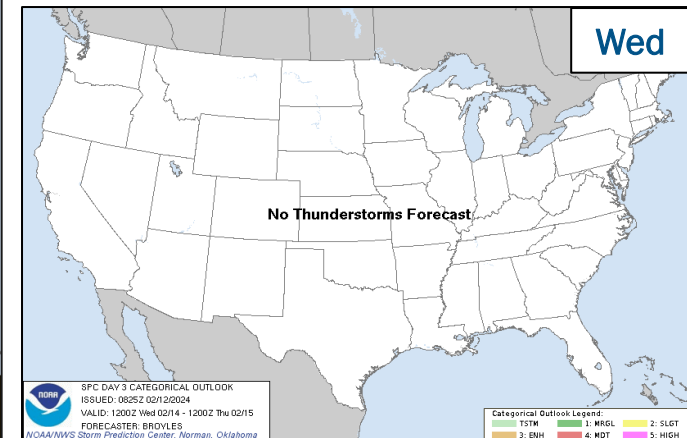 Wed
No Thunderstorms Forecast
NOAA
SPC DAY 3 CATEGORICAL OUTLOOK
ISSUED: 0825Z 02/12/2024
VALID: 1200Z Wed 02/14 - 1200Z Thu 02/15
FORECASTER: BROYLES
NOAA/NWS Storm Prediction Center, Norman, Oklahoma
Categorical Outlook Legend:
TSTM 1: MRGL 2: SLGT
3: ENH 4: MDT 5: HIGH